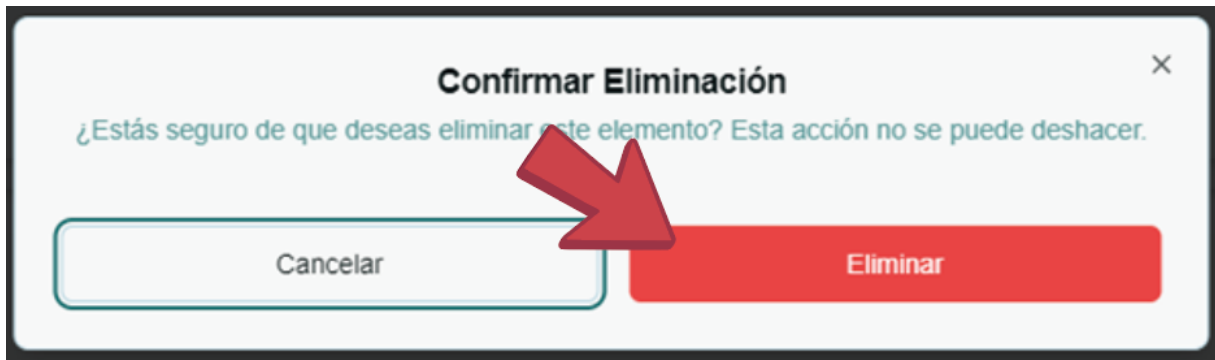 Confirmar Eliminación
¿Estás seguro de que deseas eliminar este elemento? Esta acción no se puede deshacer.
Cancelar
Eliminar